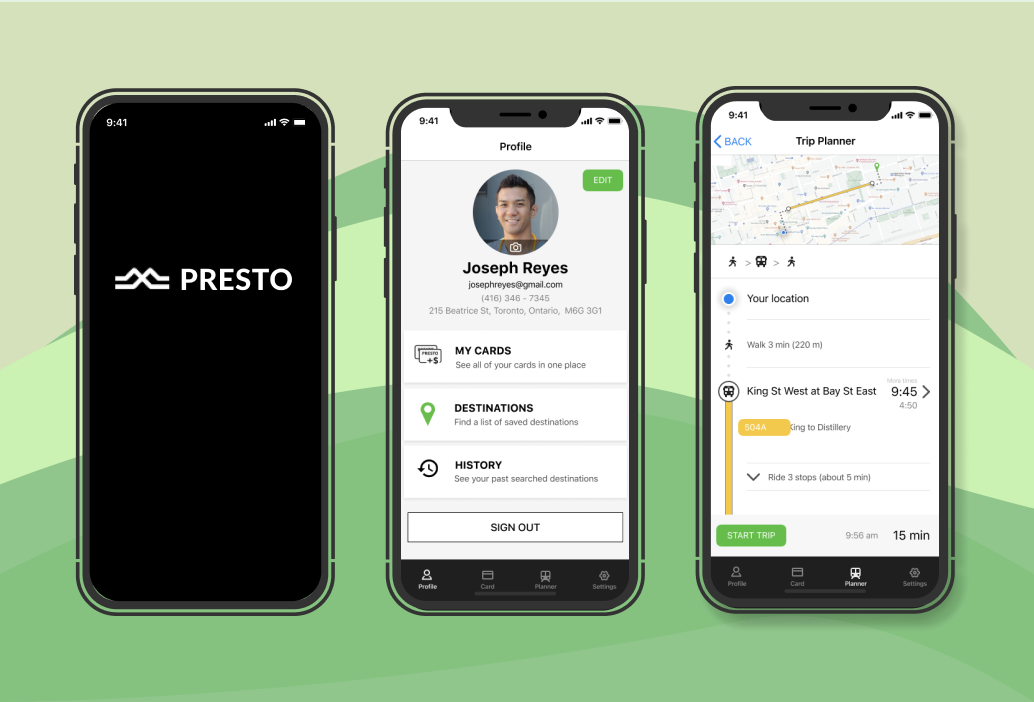 9:41
PRESTO
9:41
Profile
EDIT
Joseph Reyes
josephreyes@gmail.com
(416) 346 - 7345
215 Beatrice St, Toronto, Ontario, M6G 3G1
PRESTO
+$
MY CARDS
See all of your cards in one place
DESTINATIONS
Find a list of saved destinations
HISTORY
See your past searched destinations
SIGN OUT
Profile Card Planner Settings
9:41
BACK Trip Planner
> >
Your location
Walk 3 min (220 m)
More times
King St West at Bay St East 9:45
4:50
504A King to Distillery
Ride 3 stops (about 5 min)
START TRIP 9:56 am 15 min
Profile Card Planner Settings